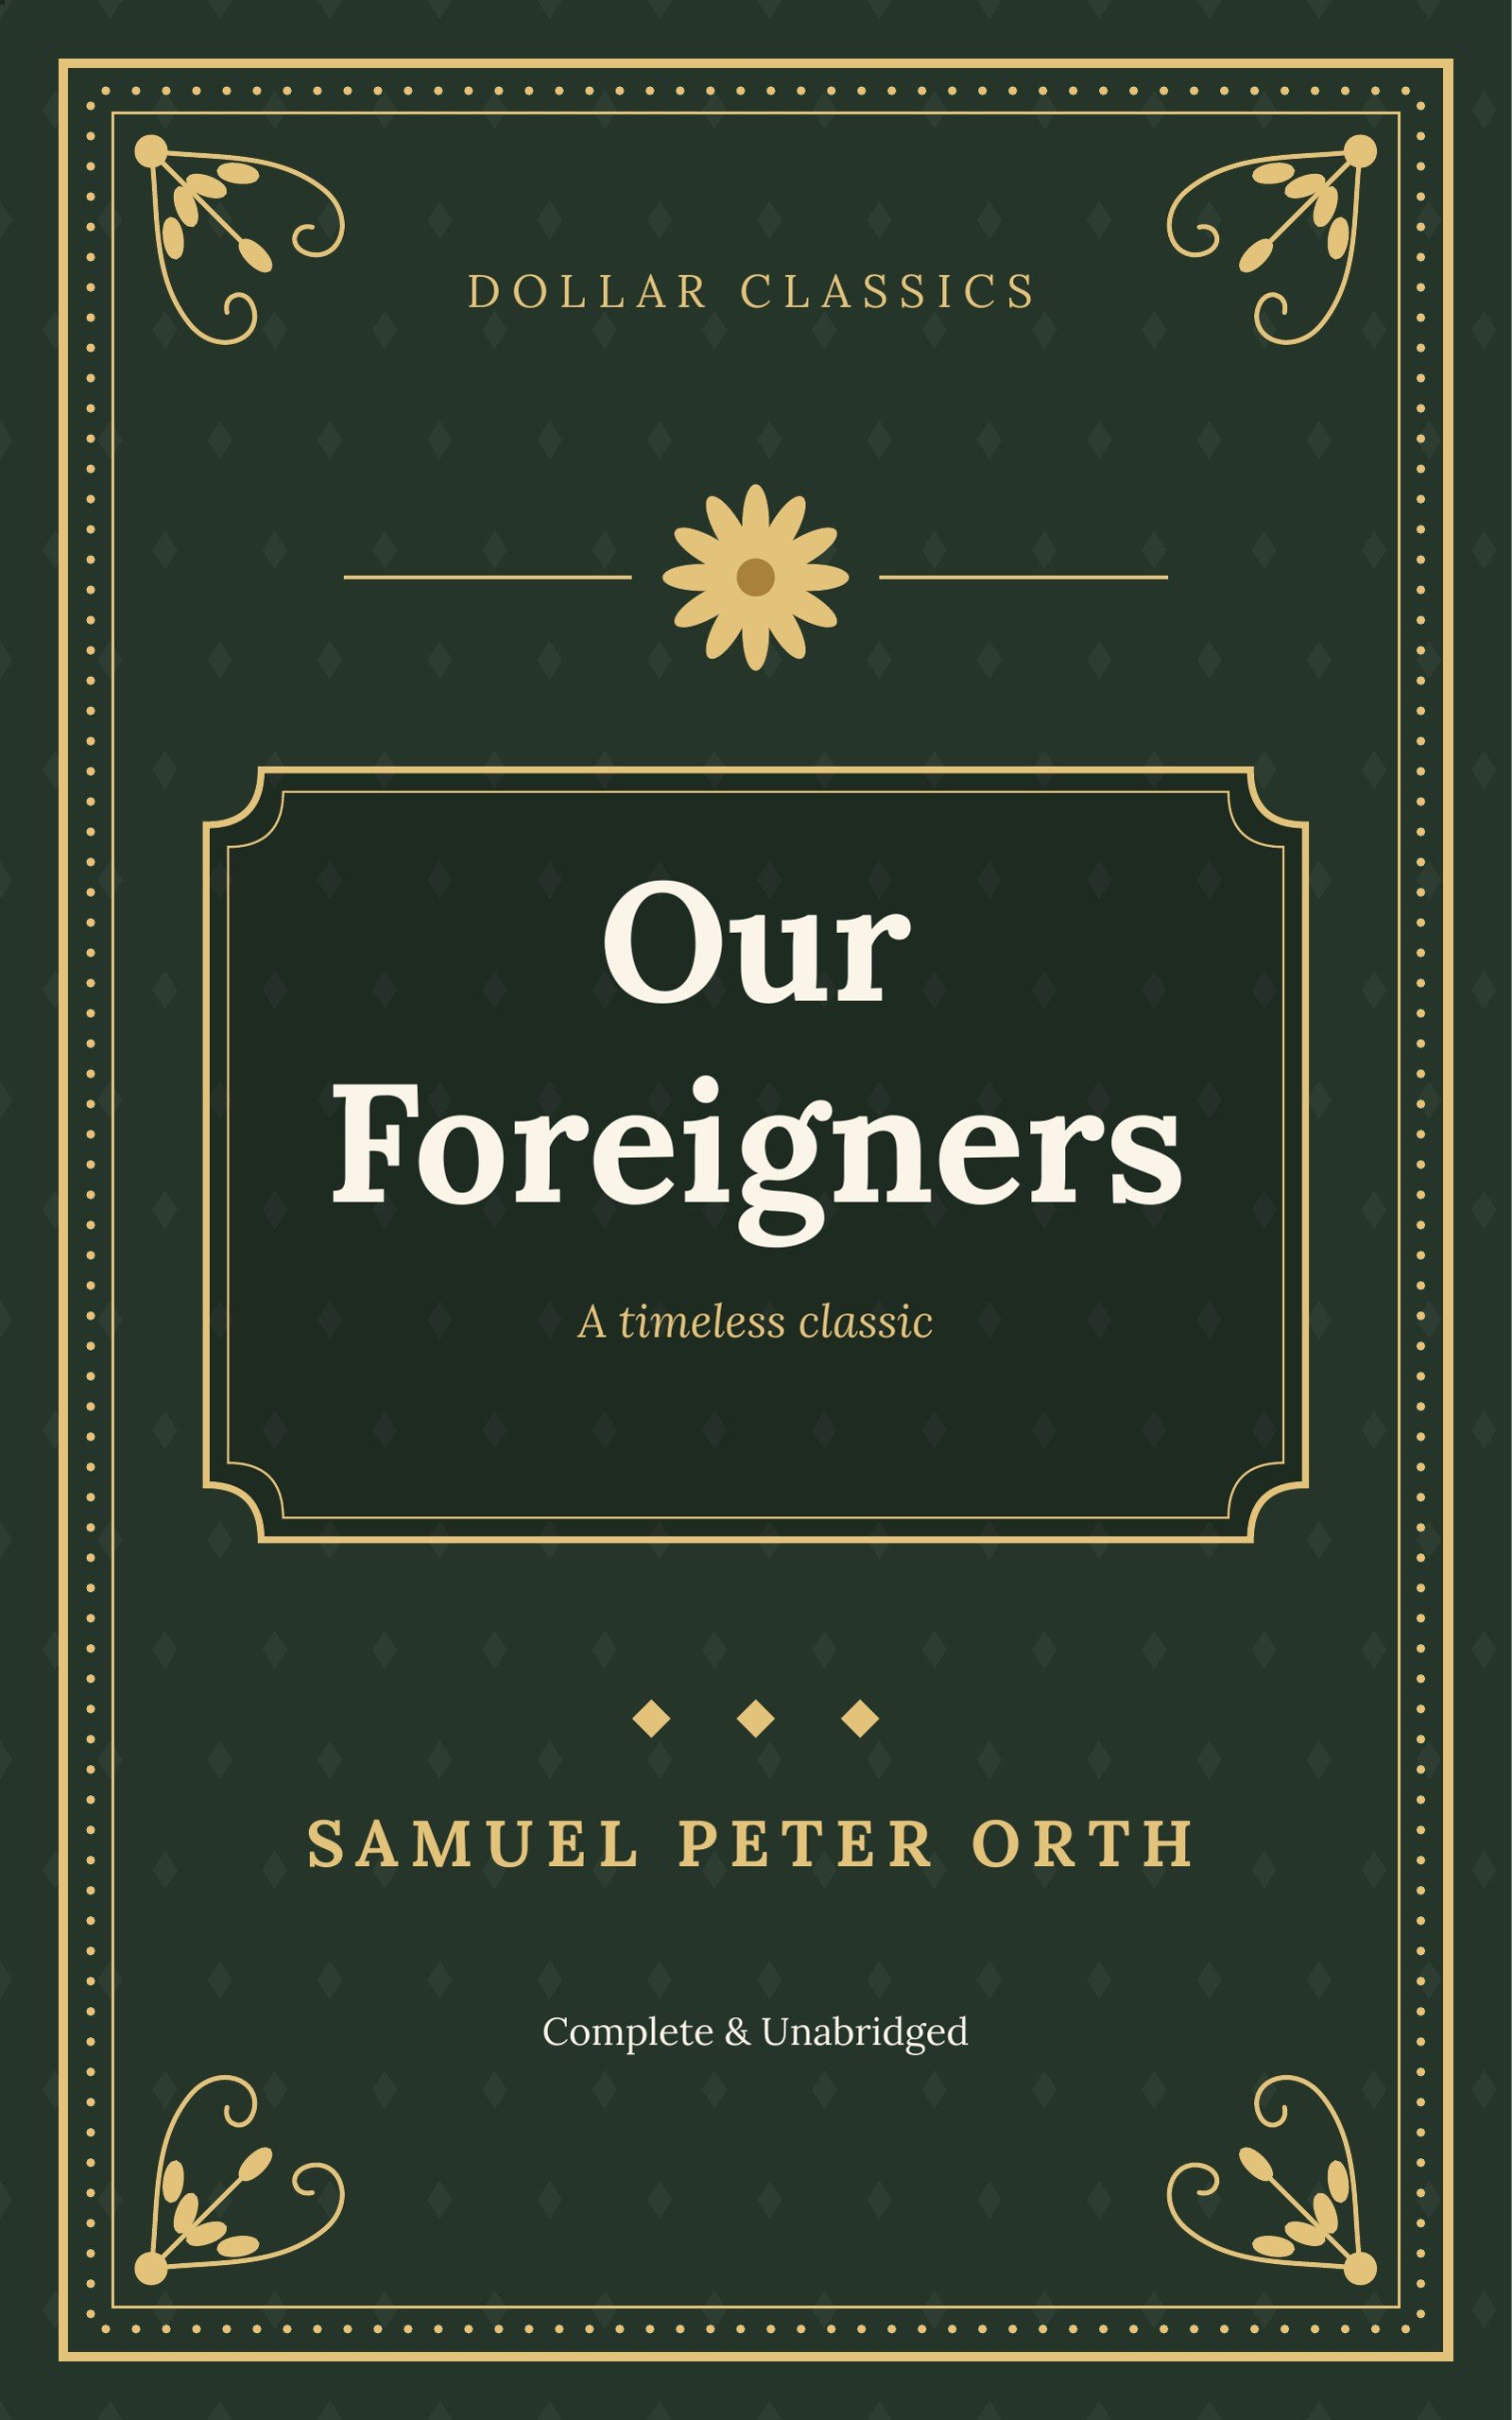 DOLLAR CLASSICS
Our
Foreigners
A timeless classic
SAMUEL PETER ORTH
Complete & Unabridged